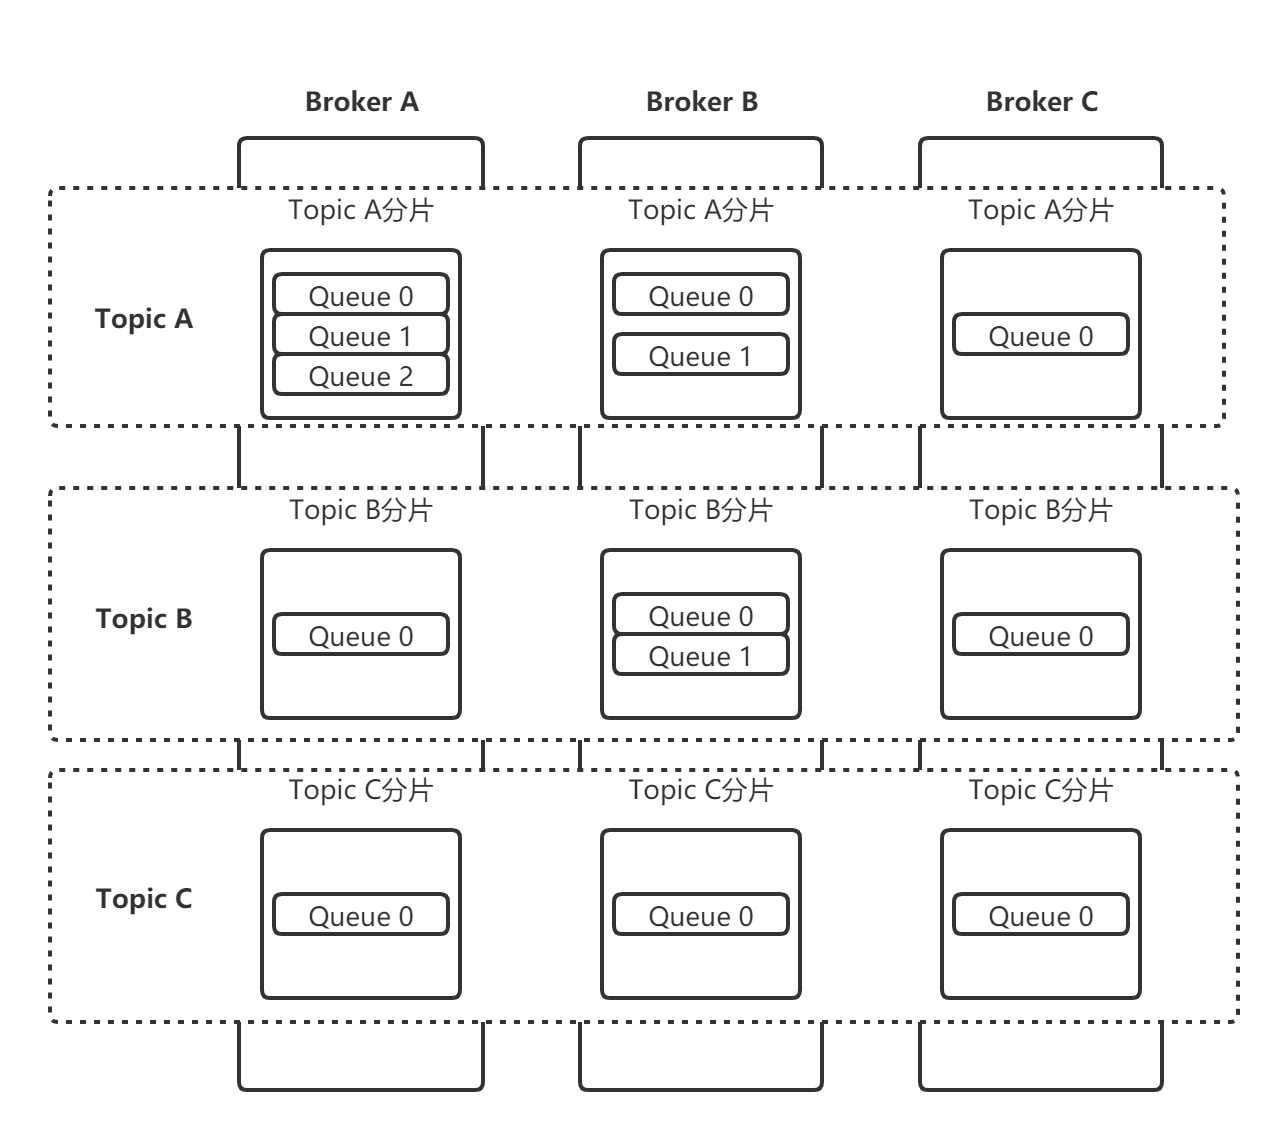 Broker A
Broker B
Broker C
Topic A分片
Topic A分片
Topic A分片
Topic A
Queue 0
Queue 1
Queue 2
Queue 0
Queue 1
Queue 0
Topic B分片
Topic B分片
Topic B分片
Topic B
Queue 0
Queue 0
Queue 1
Queue 0
Topic C分片
Topic C分片
Topic C分片
Topic C
Queue 0
Queue 0
Queue 0